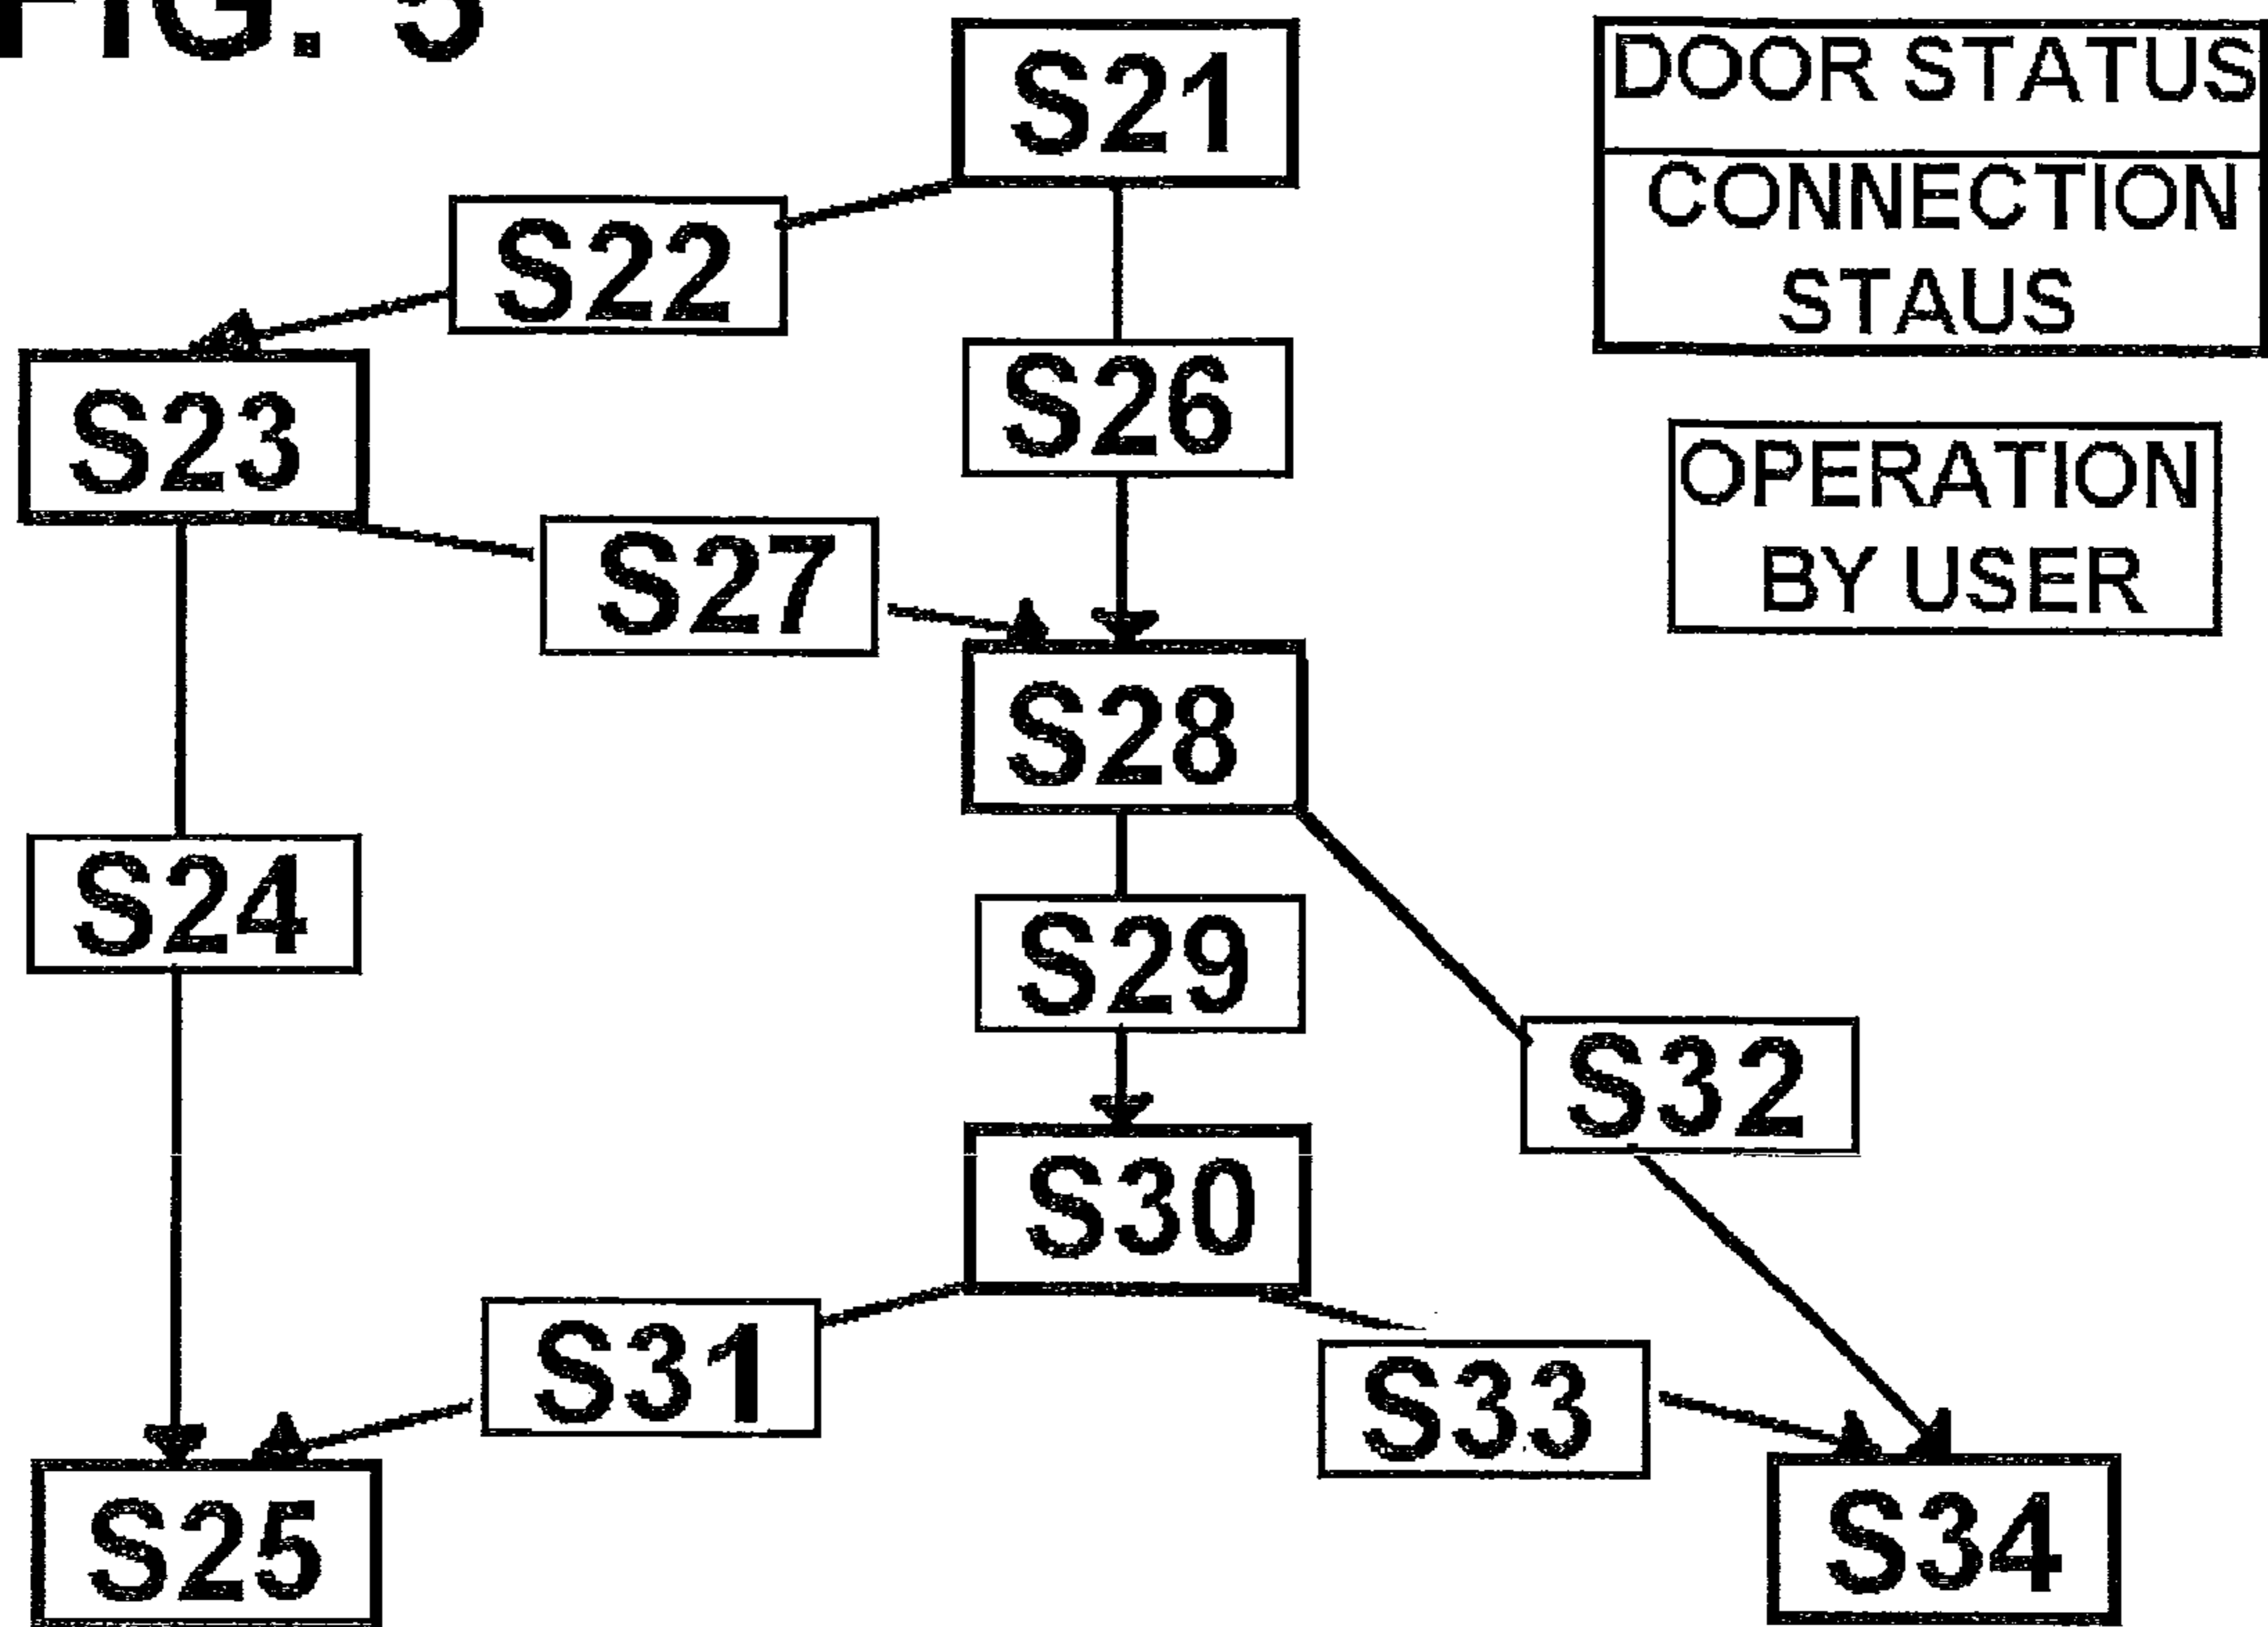 FIG. 5
S21
DOOR STATUS
CONNECTION
STAUS
S22
S26
S23
OPERATION
BY USER
S27
S28
S24
S29
S32
S30
S31
S33
S25
S34